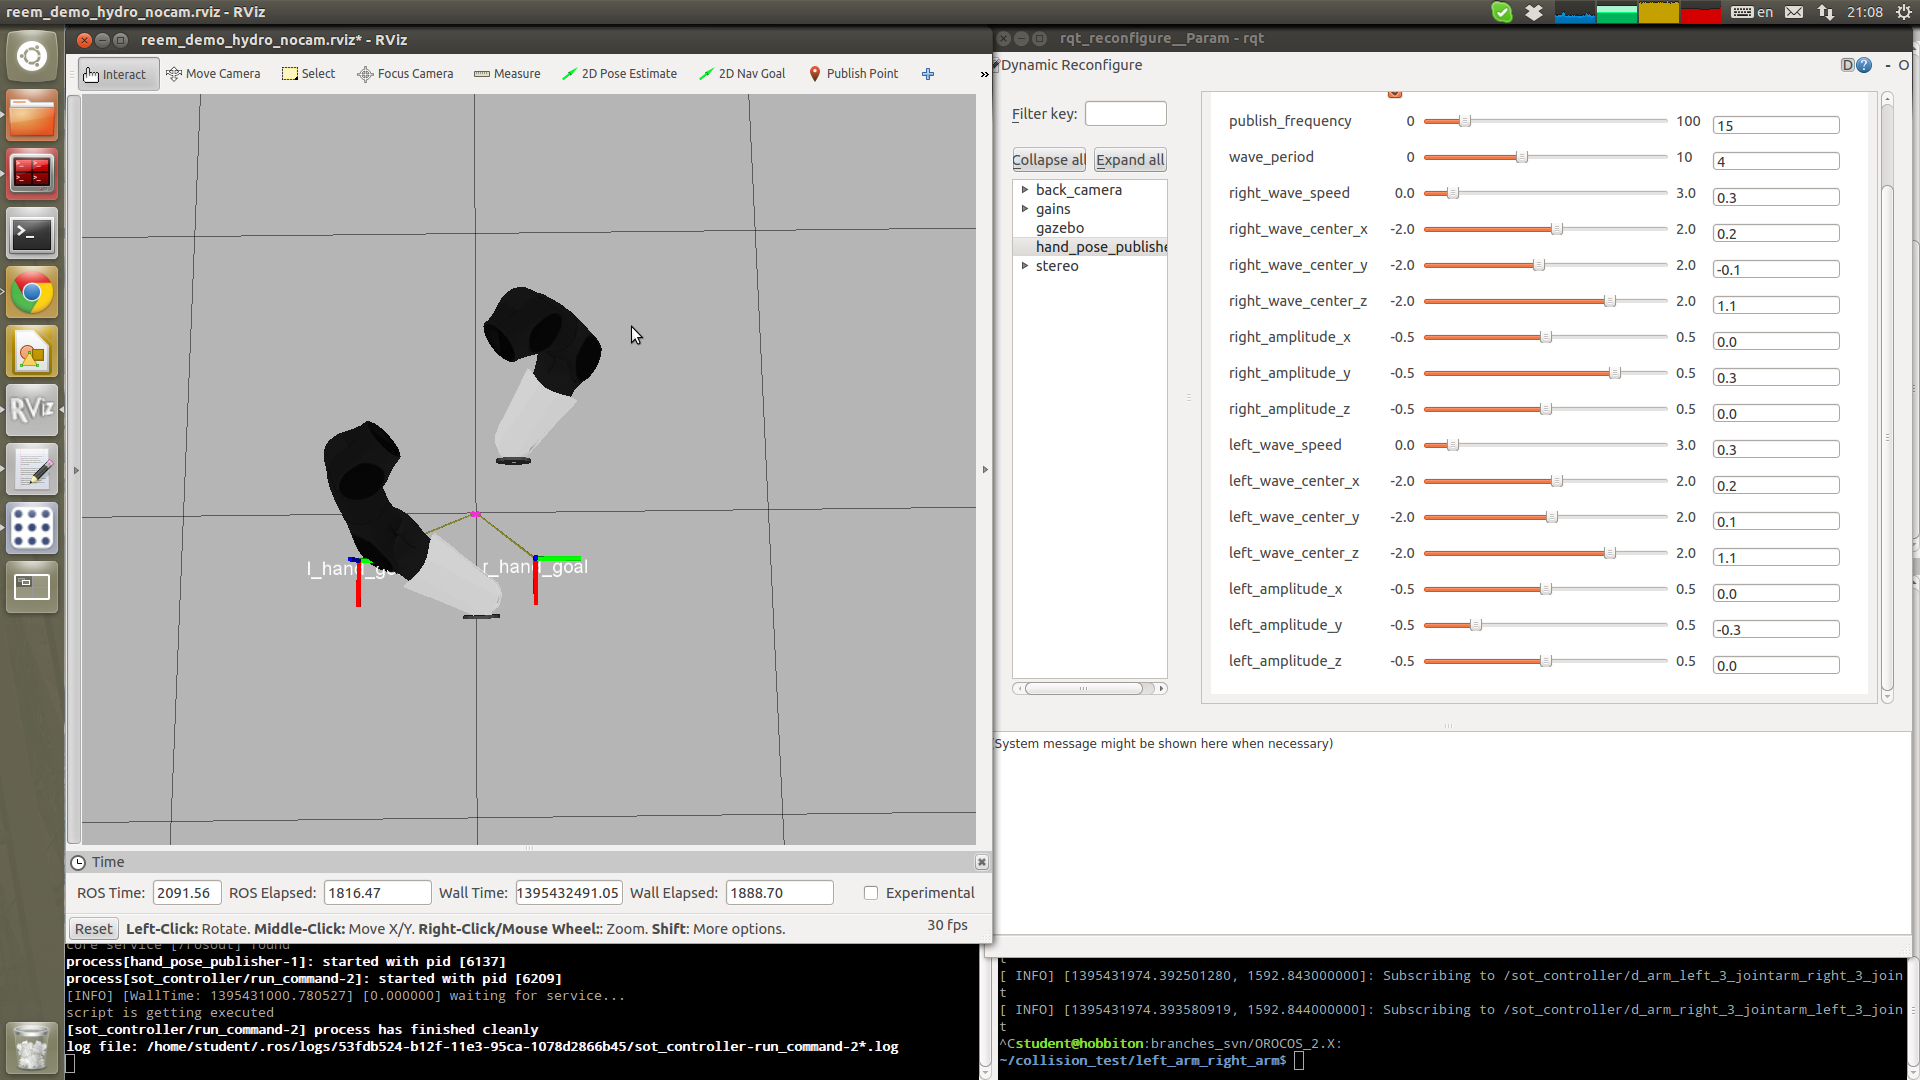 reem_demo_hydro_nocam.rviz - RViz
en
21:08
reem_demo_hydro_nocam.rviz* - RViz
Interact
Move Camera
Select
Focus Camera
Measure
2D Pose Estimate
2D Nav Goal
Publish Point
»
RViz
r_hand_goal
Time
ROS Time: 2091.56 ROS Elapsed: 1816.47 Wall Time: 1395432491.05 Wall Elapsed: 1888.70 Experimental
Reset Left-Click: Rotate. Middle-Click: Move X/Y. Right-Click/Mouse Wheel:: Zoom. Shift: More options. 30 fps
rqt_reconfigure__Param - rqt
Dynamic Reconfigure
D ? - O
Filter key:
Collapse all Expand all
back_camera
gains
gazebo
hand_pose_publishe
stereo
publish_frequency 0 100 15
wave_period 0 10 4
right_wave_speed 0.0 3.0 0.3
right_wave_center_x -2.0 2.0 0.2
right_wave_center_y -2.0 2.0 -0.1
right_wave_center_z -2.0 2.0 1.1
right_amplitude_x -0.5 0.5 0.0
right_amplitude_y -0.5 0.5 0.3
right_amplitude_z -0.5 0.5 0.0
left_wave_speed 0.0 3.0 0.3
left_wave_center_x -2.0 2.0 0.2
left_wave_center_y -2.0 2.0 0.1
left_wave_center_z -2.0 2.0 1.1
left_amplitude_x -0.5 0.5 0.0
left_amplitude_y -0.5 0.5 -0.3
left_amplitude_z -0.5 0.5 0.0
System message might be shown here when necessary)
core service [/rosout] found
process[hand_pose_publisher-1]: started with pid [6137]
process[sot_controller/run_command-2]: started with pid [6209]
[INFO] [WallTime: 1395431000.780527] [0.000000] waiting for service...
script is getting executed
[sot_controller/run_command-2] process has finished cleanly
log file: /home/student/.ros/logs/53fdb524-b12f-11e3-95ca-1078d2866b45/sot_controller-run_command-2*.log
t
[ INFO] [1395431974.392501280, 1592.843000000]: Subscribing to /sot_controller/d_arm_left_3_jointarm_right_3_join
t
[ INFO] [1395431974.393580919, 1592.844000000]: Subscribing to /sot_controller/d_arm_right_3_jointarm_left_3_join
t
^Cstudent@hobbiton:branches_svn/OROCOS_2.X:
~/collision_test/left_arm_right_arm$